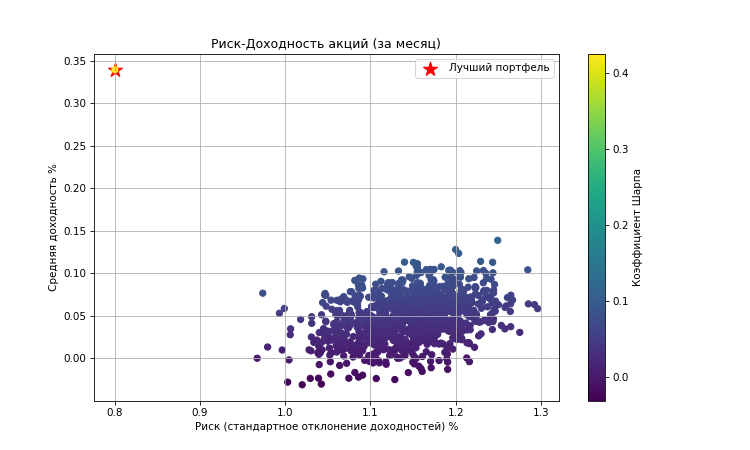 Риск-Доходность акций (за месяц)
Лучший портфель
0.35
0.30
0.25
0.20
0.15
0.10
0.05
0.00
Средняя доходность %
0.8 0.9 1.0 1.1 1.2 1.3
Риск (стандартное отклонение доходностей) %
0.4
0.3
0.2
0.1
0.0
Коэффициент Шарпа